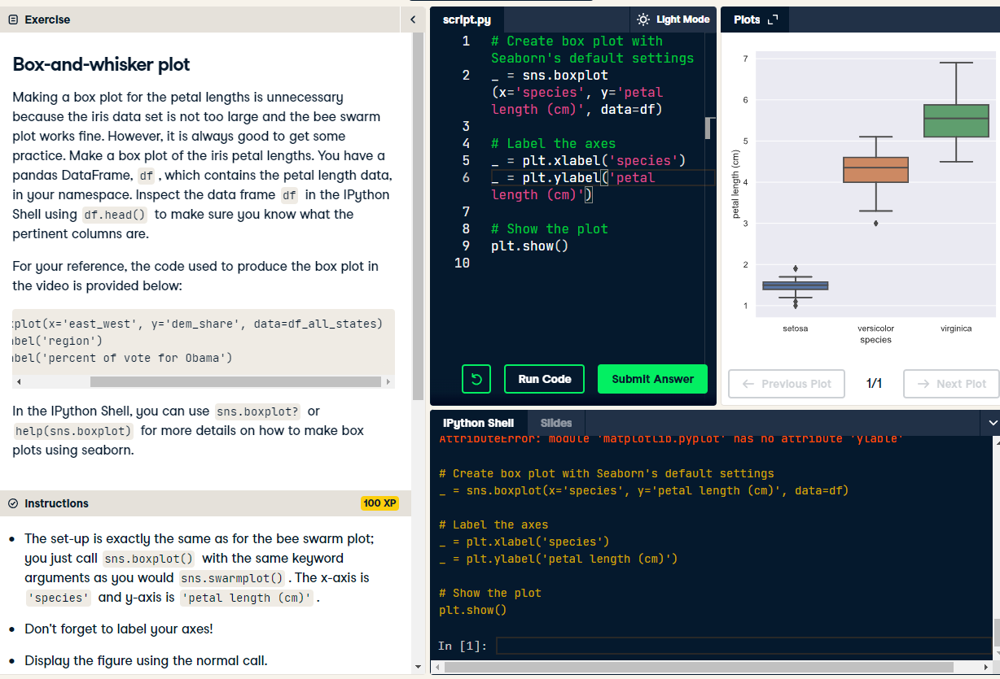 Exercise
Box-and-whisker plot
Making a box plot for the petal lengths is unnecessary
because the iris data set is not too large and the bee swarm
plot works fine. However, it is always good to get some
practice. Make a box plot of the iris petal lengths. You have a
pandas DataFrame, df , which contains the petal length data,
in your namespace. Inspect the data frame df in the IPython
Shell using df.head() to make sure you know what the
pertinent columns are.
For your reference, the code used to produce the box plot in
the video is provided below:
plot(x='east_west', y='dem_share', data=df_all_states)
abel('region')
abel('percent of vote for Obama')
In the IPython Shell, you can use sns.boxplot? or
help(sns.boxplot) for more details on how to make box
plots using seaborn.
Instructions
100 XP
The set-up is exactly the same as for the bee swarm plot;
you just call sns.boxplot() with the same keyword
arguments as you would sns.swarmplot() . The x-axis is
'species' and y-axis is 'petal length (cm)' .
Don't forget to label your axes!
Display the figure using the normal call.
script.py
Light Mode
1 # Create box plot with
Seaborn's default settings
2 _ = sns.boxplot
(x='species', y='petal
length (cm)', data=df)
3
4 # Label the axes
5 _ = plt.xlabel('species')
6 _ = plt.ylabel('petal
length (cm)')
7
8 # Show the plot
9 plt.show()
10
Run Code
Submit Answer
Plots
7
6
5
4
3
2
1
petal length (cm)
setosa versicolor virginica
species
Previous Plot
1/1
Next Plot
IPython Shell
Slides
AttributeError: module 'matplotlib.pyplot' has no attribute 'ylable'
# Create box plot with Seaborn's default settings
_ = sns.boxplot(x='species', y='petal length (cm)', data=df)
# Label the axes
_ = plt.xlabel('species')
_ = plt.ylabel('petal length (cm)')
# Show the plot
plt.show()
In [1]: